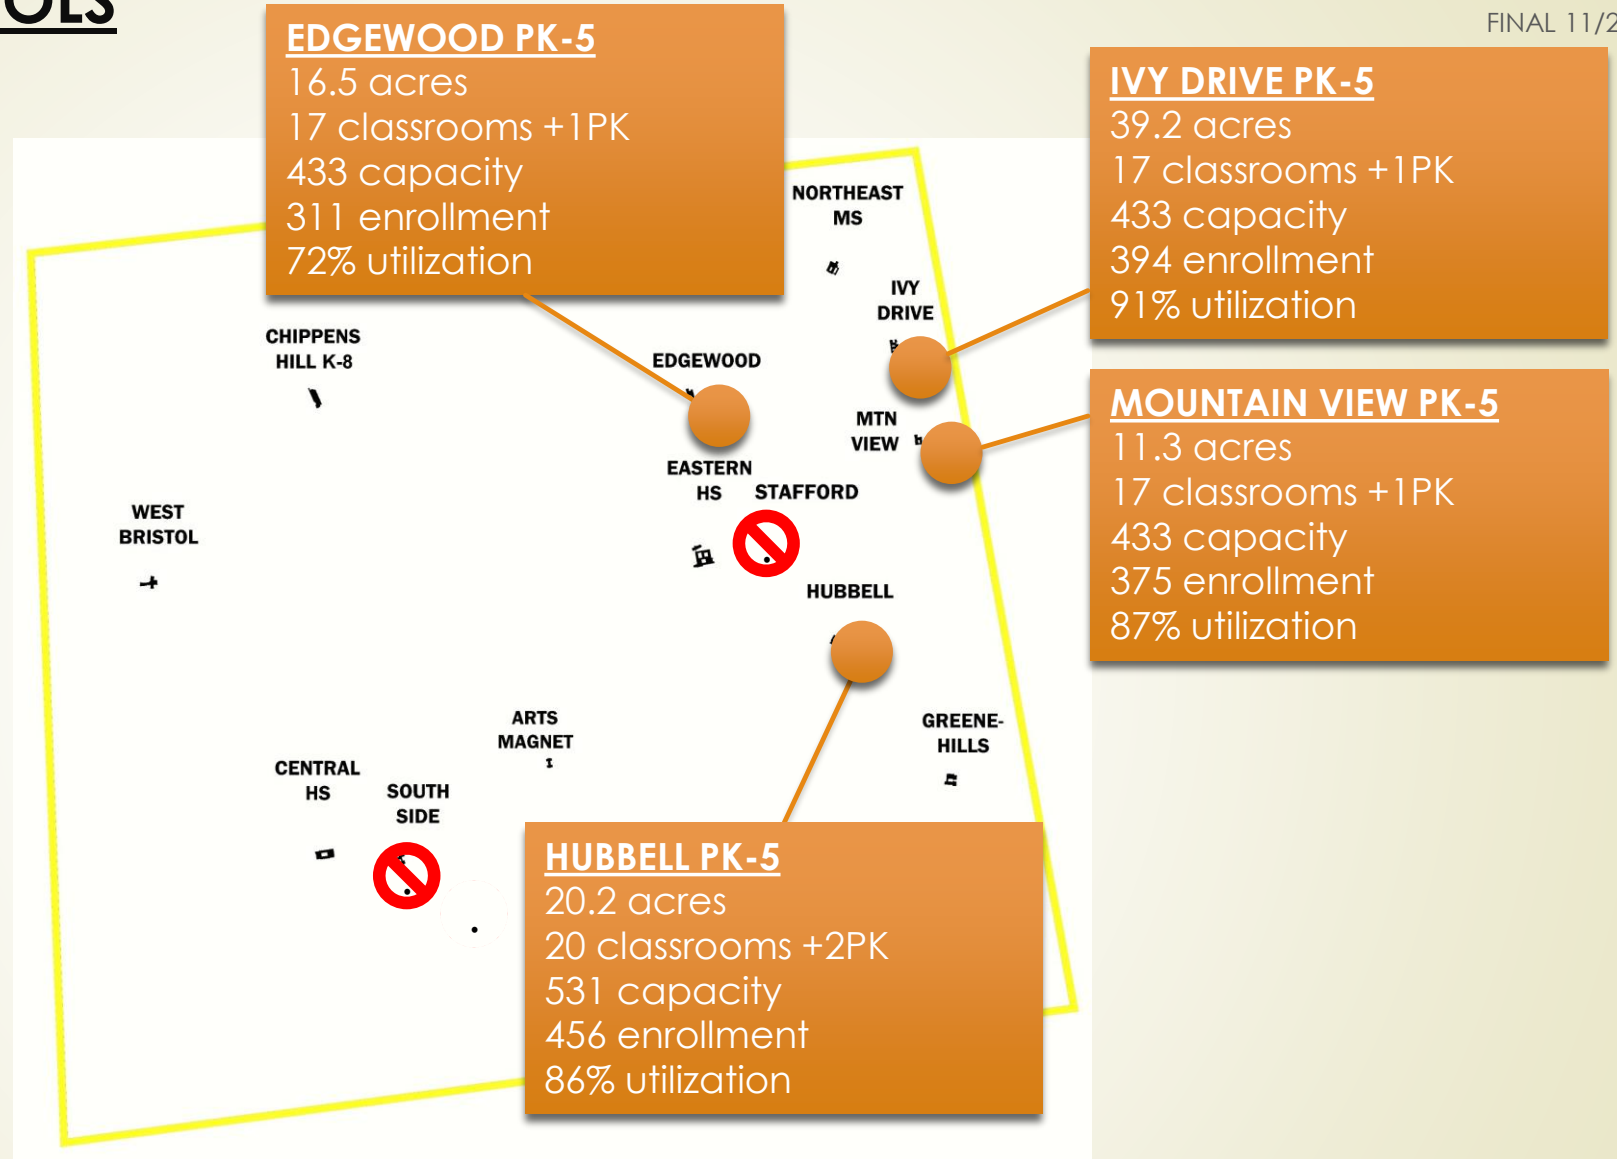 FINAL 11/2
EDGEWOOD PK-5
16.5 acres
17 classrooms +1PK
433 capacity
311 enrollment
72% utilization
IVY DRIVE PK-5
39.2 acres
17 classrooms +1PK
433 capacity
394 enrollment
91% utilization
NORTHEAST
MS
IVY
DRIVE
CHIPPENS
HILL K-8
EDGEWOOD
MTN
VIEW
MOUNTAIN VIEW PK-5
11.3 acres
17 classrooms +1PK
433 capacity
375 enrollment
87% utilization
EASTERN
HS
STAFFORD
WEST
BRISTOL
HUBBELL
ARTS
MAGNET
GREENE-
HILLS
CENTRAL
HS
SOUTH
SIDE
HUBBELL PK-5
20.2 acres
20 classrooms +2PK
531 capacity
456 enrollment
86% utilization